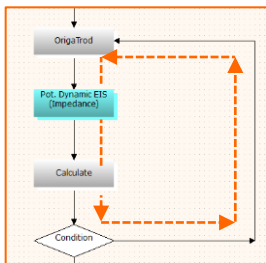 OrigaTrod
Pot. Dynamic EIS
(Impedance)
Calculate
Condition